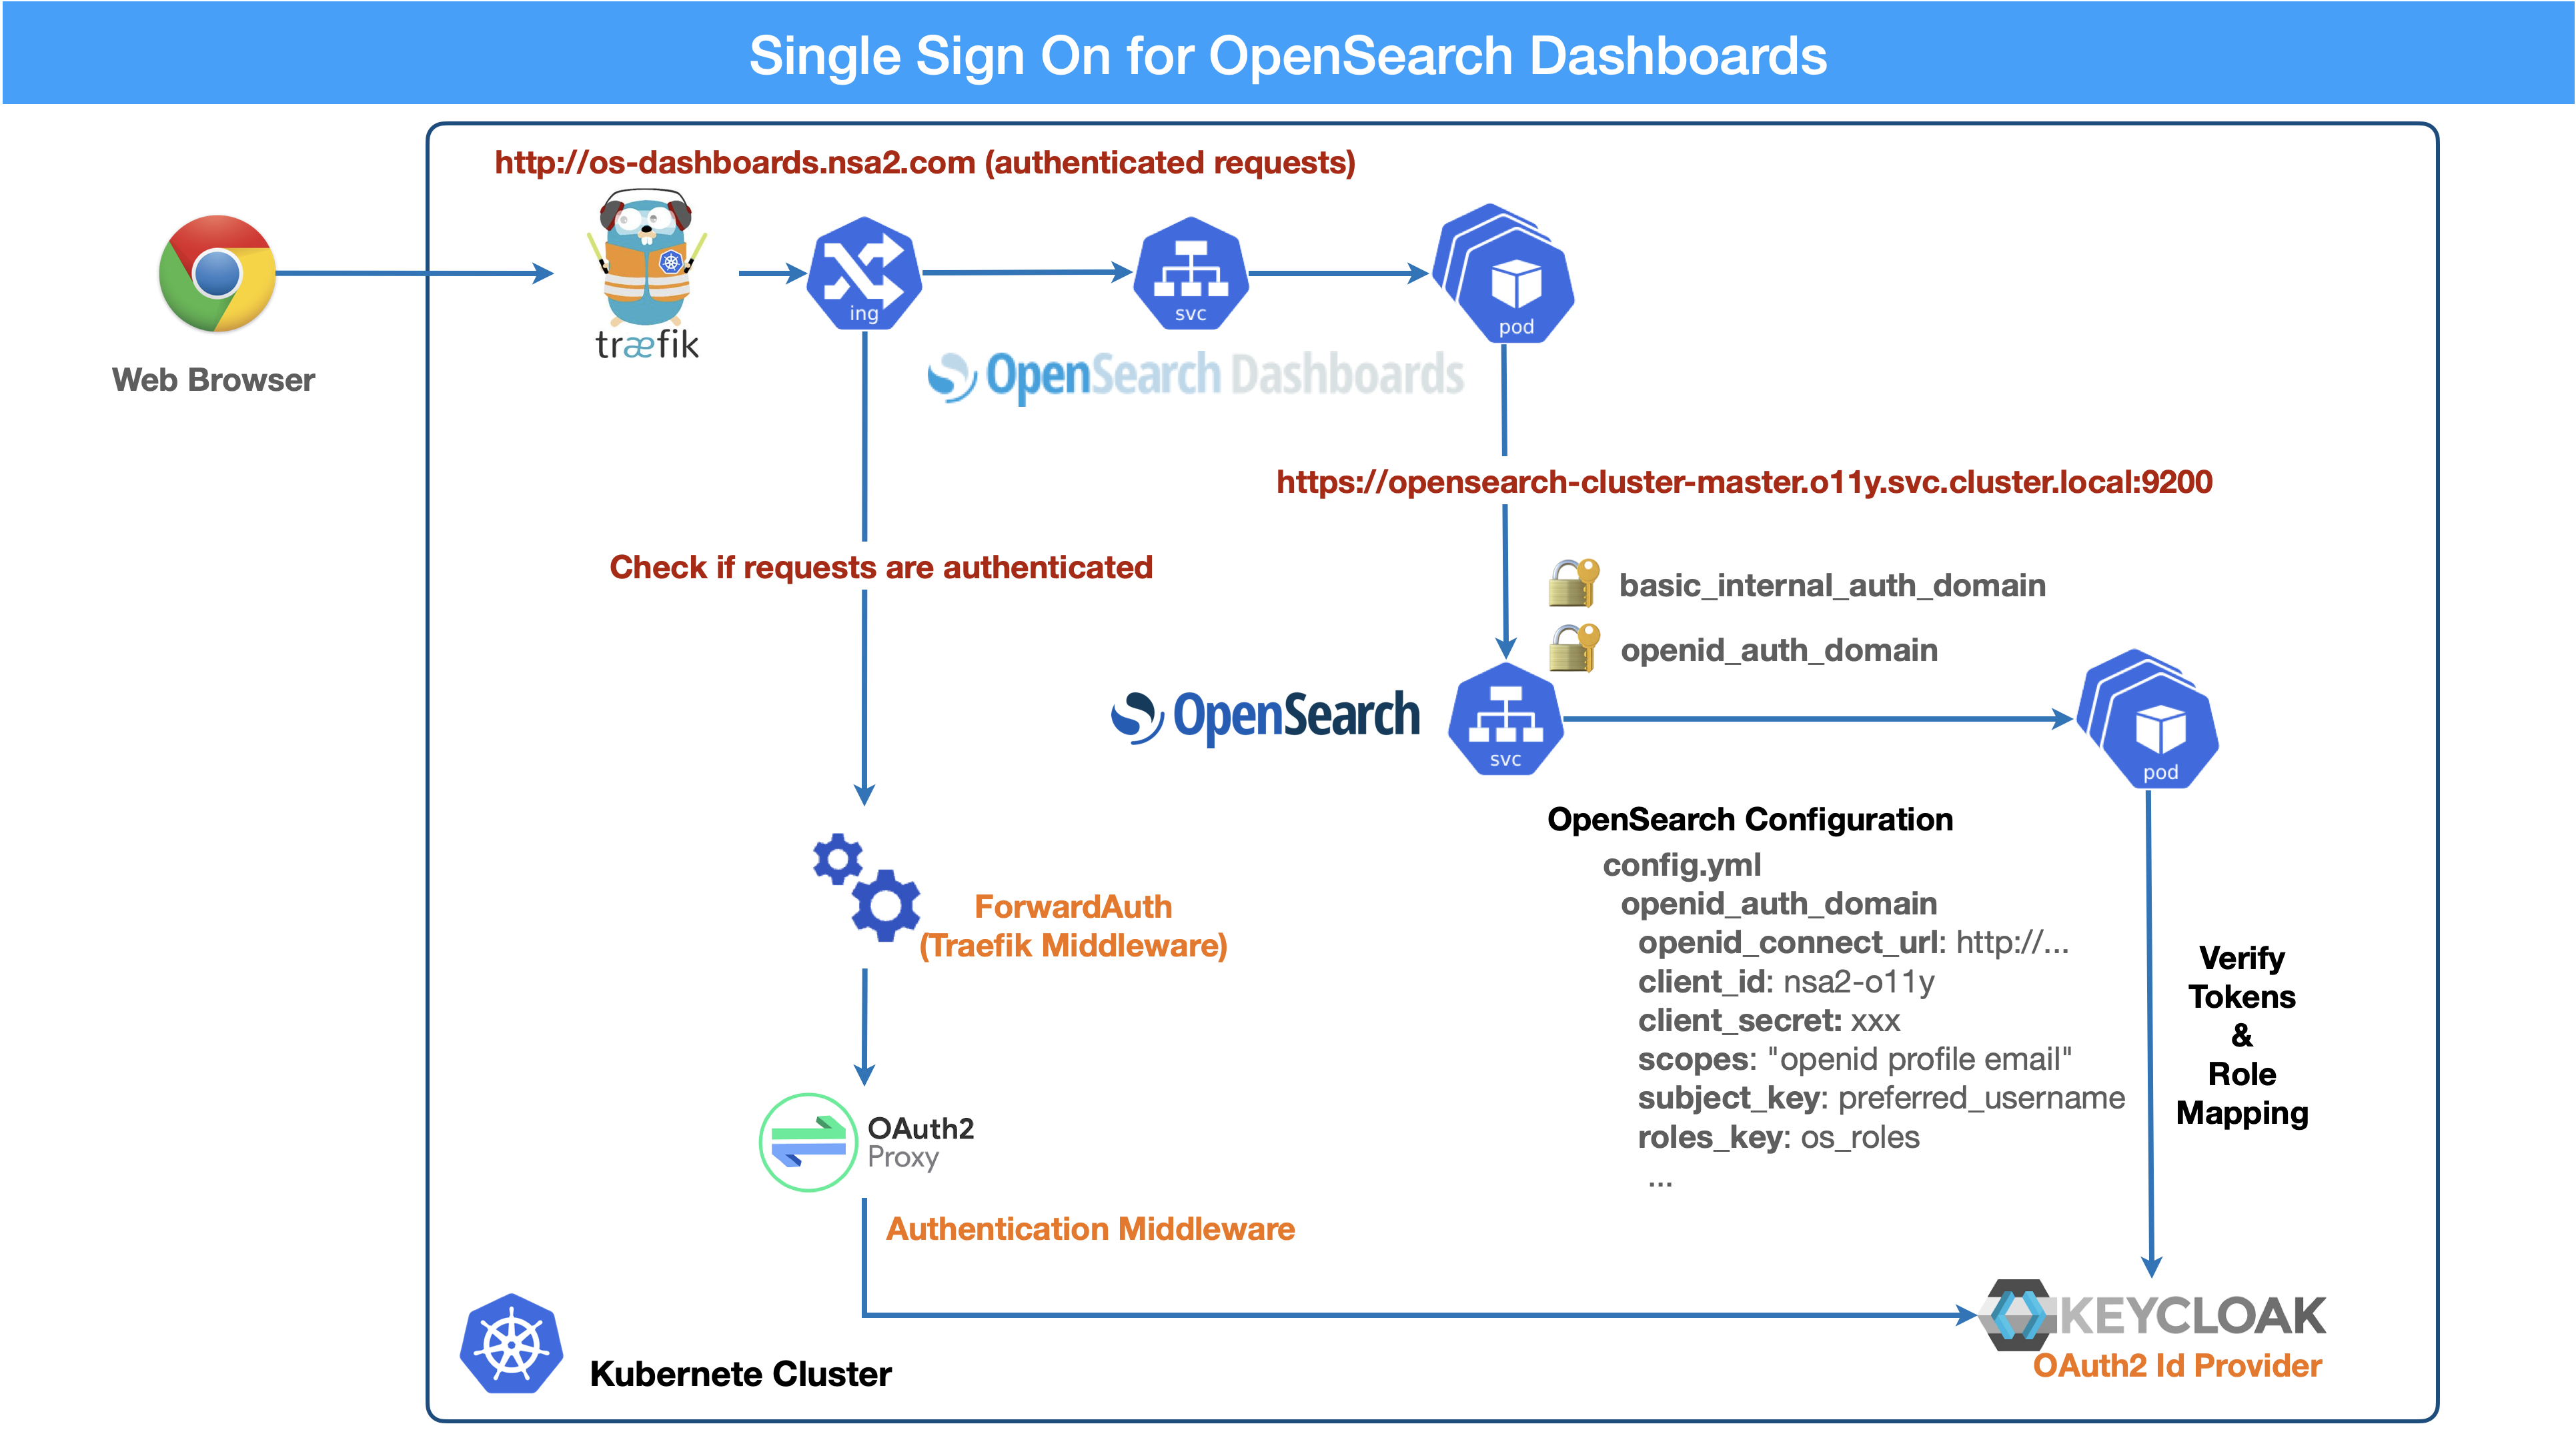 Single Sign On for OpenSearch Dashboards
http://os-dashboards.nsa2.com (authenticated requests)
træfik
ing
svc
pod
Web Browser
OpenSearch Dashboards
https://opensearch-cluster-master.o11y.svc.cluster.local:9200
Check if requests are authenticated
basic_internal_auth_domain
openid_auth_domain
OpenSearch
svc
pod
OpenSearch Configuration
config.yml
openid_auth_domain
openid_connect_url: http://...
client_id: nsa2-o11y
client_secret: xxx
scopes: "openid profile email"
subject_key: preferred_username
roles_key: os_roles
...
Verify
Tokens
&
Role
Mapping
ForwardAuth
(Traefik Middleware)
OAuth2
Proxy
Authentication Middleware
KEYCLOAK
OAuth2 Id Provider
Kubernete Cluster